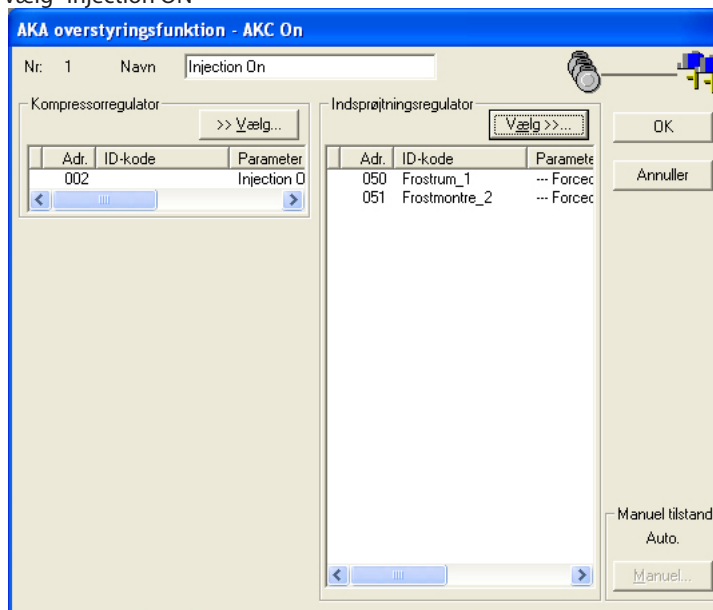 Vælg "Injection ON"
AKA overstyringsfunktion - AKC On
Nr: 1 Navn Injection On
Kompressorregulator
>> Vælg...
Adr. ID-kode Parameter
002 Injection O
Indsprøjtningsregulator
Vælg >>...
Adr. ID-kode Paramete
050 Frostrum_1 --- Forced
051 Frostmontre_2 --- Forced
OK
Annuller
Manuel tilstand
Auto.
Manuel...